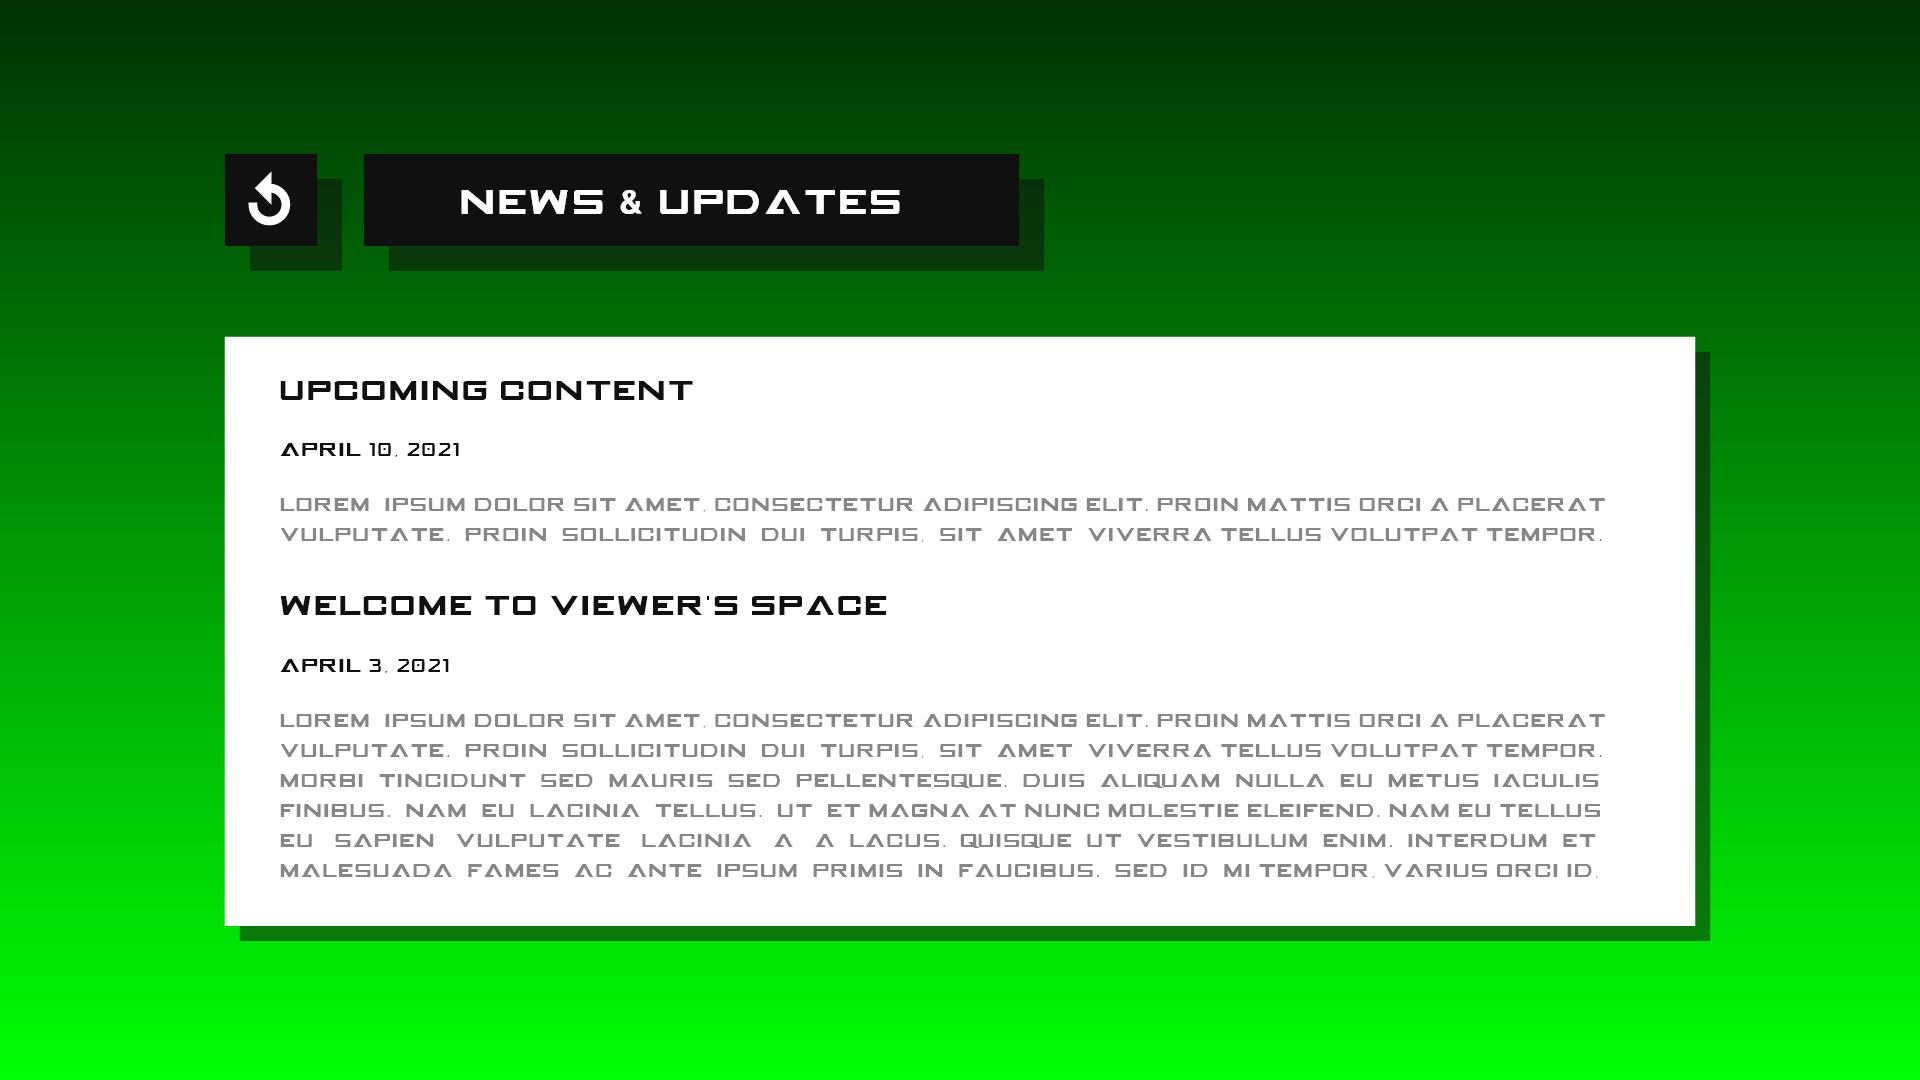 NEWS & UPDATES
UPCOMING CONTENT
APRIL 10, 2021
LOREM IPSUM DOLOR SIT AMET, CONSECTETUR ADIPISCING ELIT. PROIN MATTIS ORCI A PLACERAT
VULPUTATE. PROIN SOLLICITUDIN DUI TURPIS, SIT AMET VIVERRA TELLUS VOLUTPAT TEMPOR.
WELCOME TO VIEWER'S SPACE
APRIL 3, 2021
LOREM IPSUM DOLOR SIT AMET, CONSECTETUR ADIPISCING ELIT. PROIN MATTIS ORCI A PLACERAT
VULPUTATE. PROIN SOLLICITUDIN DUI TURPIS, SIT AMET VIVERRA TELLUS VOLUTPAT TEMPOR.
MORBI TINCIDUNT SED MAURIS SED PELLENTESQUE. DUIS ALIQUAM NULLA EU METUS IACULIS
FINIBUS. NAM EU LACINIA TELLUS. UT ET MAGNA AT NUNC MOLESTIE ELEIFEND. NAM EU TELLUS
EU SAPIEN VULPUTATE LACINIA A A LACUS. QUISQUE UT VESTIBULUM ENIM. INTERDUM ET
MALESUADA FAMES AC ANTE IPSUM PRIMIS IN FAUCIBUS. SED ID MI TEMPOR, VARIUS ORCI ID,